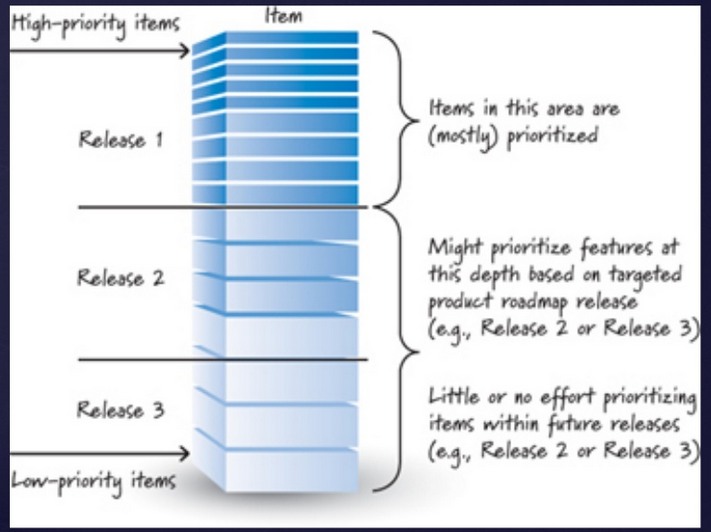 High-priority items
Item
Release 1
Items in this area are
(mostly) prioritized
Release 2
Might prioritize features at
this depth based on targeted
product roadmap release
(e.g., Release 2 or Release 3)
Release 3
Little or no effort prioritizing
items within future releases
(e.g., Release 2 or Release 3)
Low-priority items